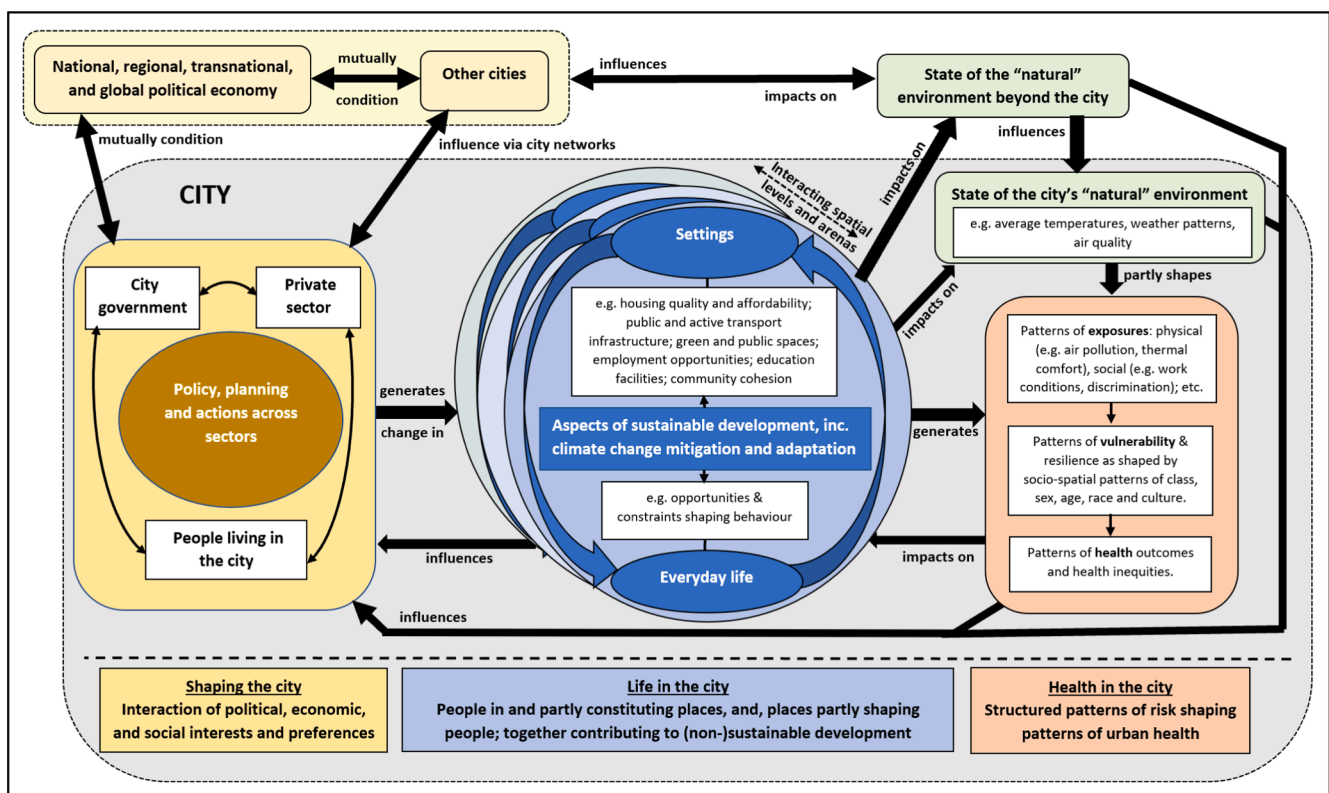 National, regional, transnational,
and global political economy
mutually
condition
Other cities
influences
impacts on
State of the “natural”
environment beyond the city
mutually condition
influence via city networks
influences
impacts on
CITY
Interacting spatial
levels and arenas
State of the city’s “natural” environment
e.g. average temperatures, weather patterns,
air quality
impacts on
partly shapes
City
government
Private
sector
Policy, planning
and actions across
sectors
People living in
the city
generates
change in
Settings
e.g. housing quality and affordability;
public and active transport
infrastructure; green and public spaces;
employment opportunities; education
facilities; community cohesion
Aspects of sustainable development, inc.
climate change mitigation and adaptation
e.g. opportunities &
constraints shaping behaviour
Everyday life
generates
Patterns of exposures: physical
(e.g. air pollution, thermal
comfort), social (e.g. work
conditions, discrimination); etc.
Patterns of vulnerability &
resilience as shaped by
socio-spatial patterns of class,
sex, age, race and culture.
Patterns of health outcomes
and health inequities.
influences
impacts on
influences
Shaping the city
Interaction of political, economic,
and social interests and preferences
Life in the city
People in and partly constituting places, and, places partly shaping
people; together contributing to (non-)sustainable development
Health in the city
Structured patterns of risk shaping
patterns of urban health